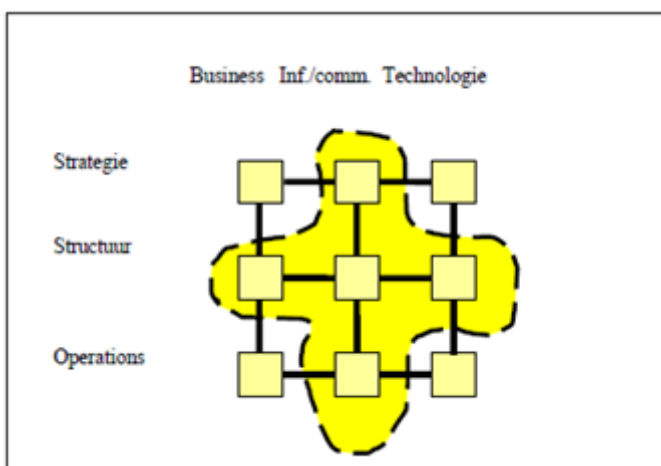 Business Inf./comm. Technologie
Strategie
Structuur
Operations